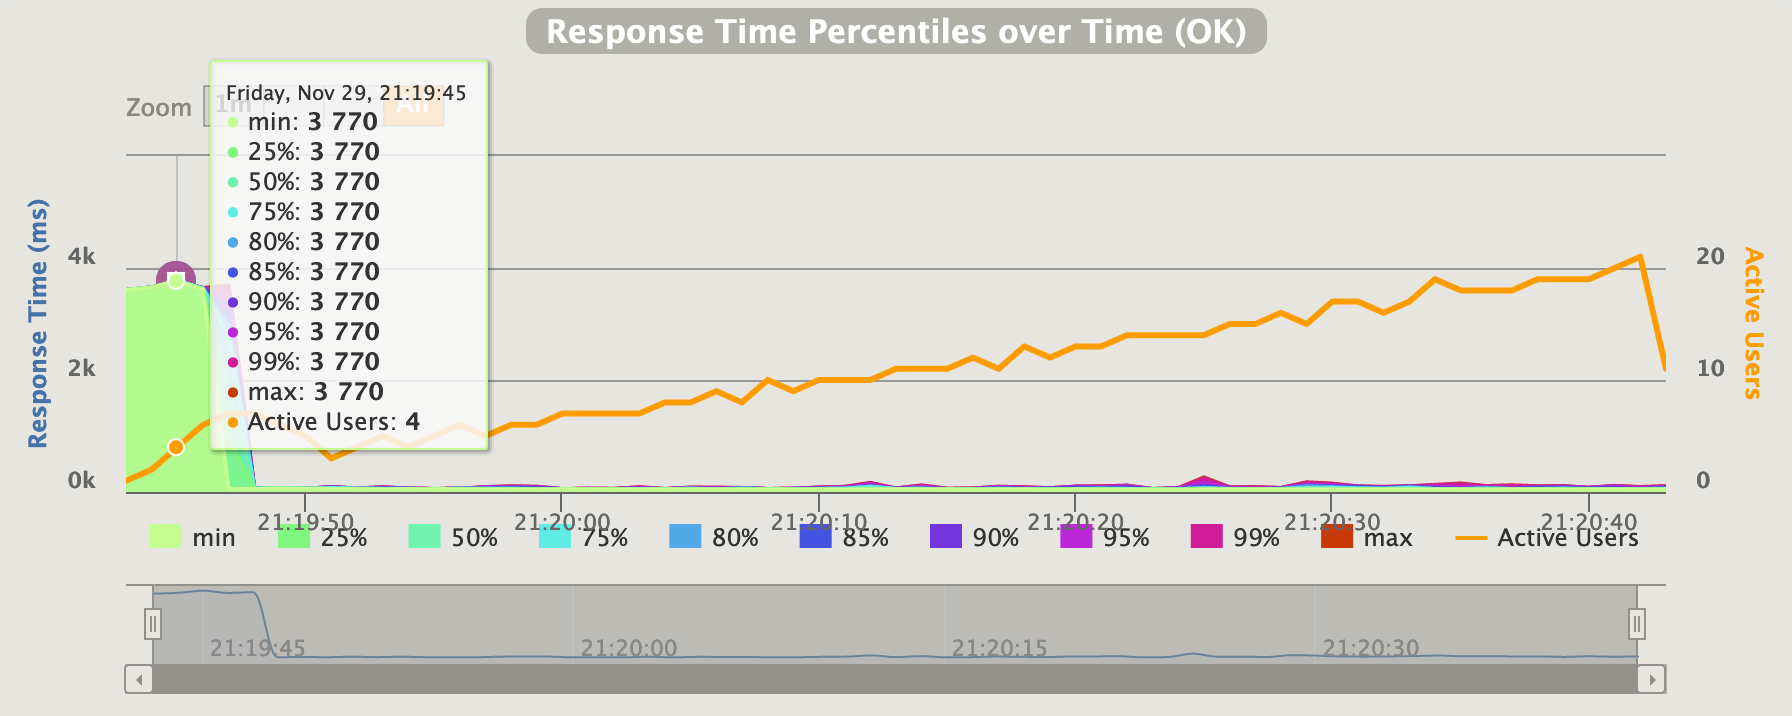 Response Time Percentiles over Time (OK)
Zoom 1m All
Friday, Nov 29, 21:19:45
min: 3 770
25%: 3 770
50%: 3 770
75%: 3 770
80%: 3 770
85%: 3 770
90%: 3 770
95%: 3 770
99%: 3 770
max: 3 770
Active Users: 4
Response Time (ms)
4k
2k
0k
20
10
0
Active Users
21:19:50 21:20:00 21:20:10 21:20:20 21:20:30 21:20:40
min 25% 50% 75% 80% 85% 90% 95% 99% max Active Users
21:19:45 21:20:00 21:20:15 21:20:30